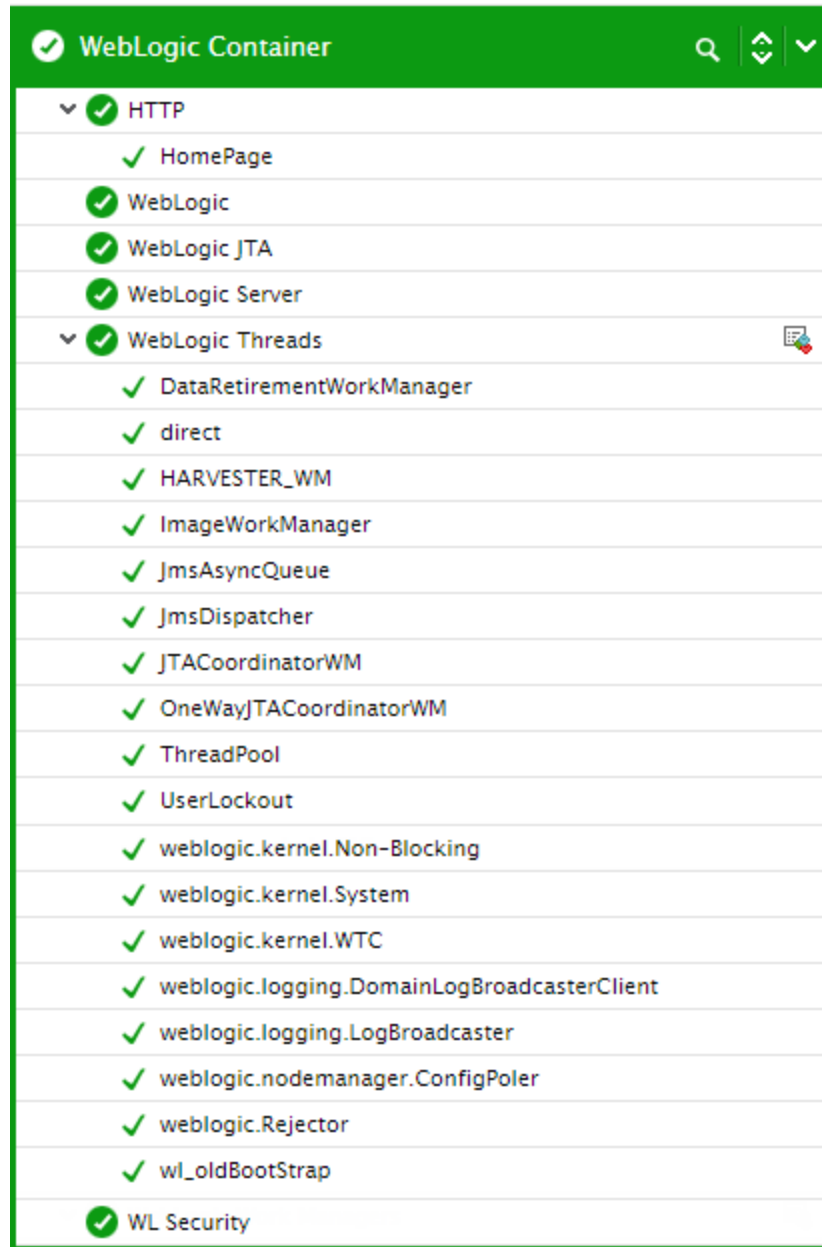 WebLogic Container
HTTP
HomePage
WebLogic
WebLogic JTA
WebLogic Server
WebLogic Threads
DataRetirementWorkManager
direct
HARVESTER_WM
ImageWorkManager
JmsAsyncQueue
JmsDispatcher
JTACoordinatorWM
OneWayJTACoordinatorWM
ThreadPool
UserLockout
weblogic.kernel.Non-Blocking
weblogic.kernel.System
weblogic.kernel.WTC
weblogic.logging.DomainLogBroadcasterClient
weblogic.logging.LogBroadcaster
weblogic.nodemanager.ConfigPoler
weblogic.Rejector
wl_oldBootStrap
WL Security